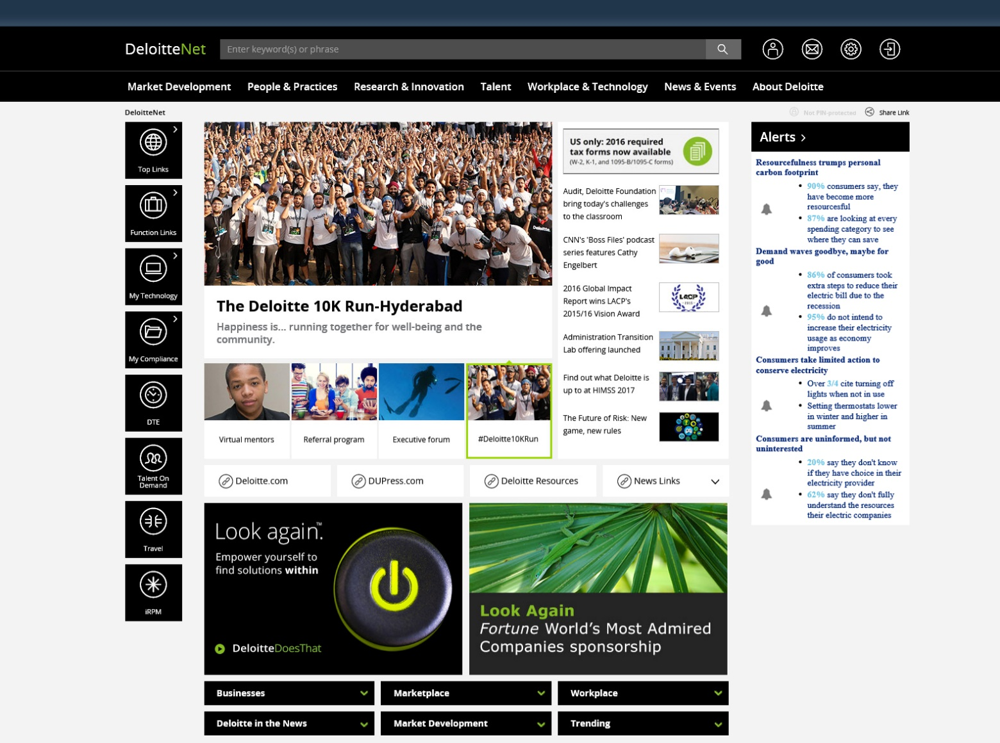 DeloitteNet
Enter keyword(s) or phrase
Market Development
People & Practices
Research & Innovation
Talent
Workplace & Technology
News & Events
About Deloitte
DeloitteNet
Not PIN-protected
Share Link
Top Links
Function Links
My Technology
My Compliance
DTE
Talent On
Demand
Travel
iRPM
The Deloitte 10K Run-Hyderabad
Happiness is... running together for well-being and the
community.
Virtual mentors
Referral program
Executive forum
#Deloitte10KRun
US only: 2016 required
tax forms now available
(W-2, K-1, and 1095-B/1095-C forms)
Audit, Deloitte Foundation
bring today's challenges
to the classroom
CNN's 'Boss Files' podcast
series features Cathy
Engelbert
2016 Global Impact
Report wins LACP's
2015/16 Vision Award
LACP
Administration Transition
Lab offering launched
Find out what Deloitte is
up to at HIMSS 2017
The Future of Risk: New
game, new rules
Deloitte.com
DUPress.com
Deloitte Resources
News Links
Look again.™
Empower yourself to
find solutions within
DeloitteDoesThat
Look Again
Fortune World's Most Admired
Companies sponsorship
Businesses
Marketplace
Workplace
Deloitte in the News
Market Development
Trending
Alerts >
Resourcefulness trumps personal
carbon footprint
• 90% consumers say, they
have become more
resourcesful
• 87% are looking at every
spending category to see
where they can save
Demand waves goodbye, maybe for
good
• 86% of consumers took
extra steps to reduce their
electric bill due to the
recession
• 95% do not intend to
increase their electricity
usage as economy
improves
Consumers take limited action to
conserve electricity
• Over 3/4 cite turning off
lights when not in use
• Setting thermostats lower
in winter and higher in
summer
Consumers are uninformed, but not
uninterested
• 20% say they don't know
if they have choice in their
electricity provider
• 62% say they don't fully
understand the resources
their electric companies